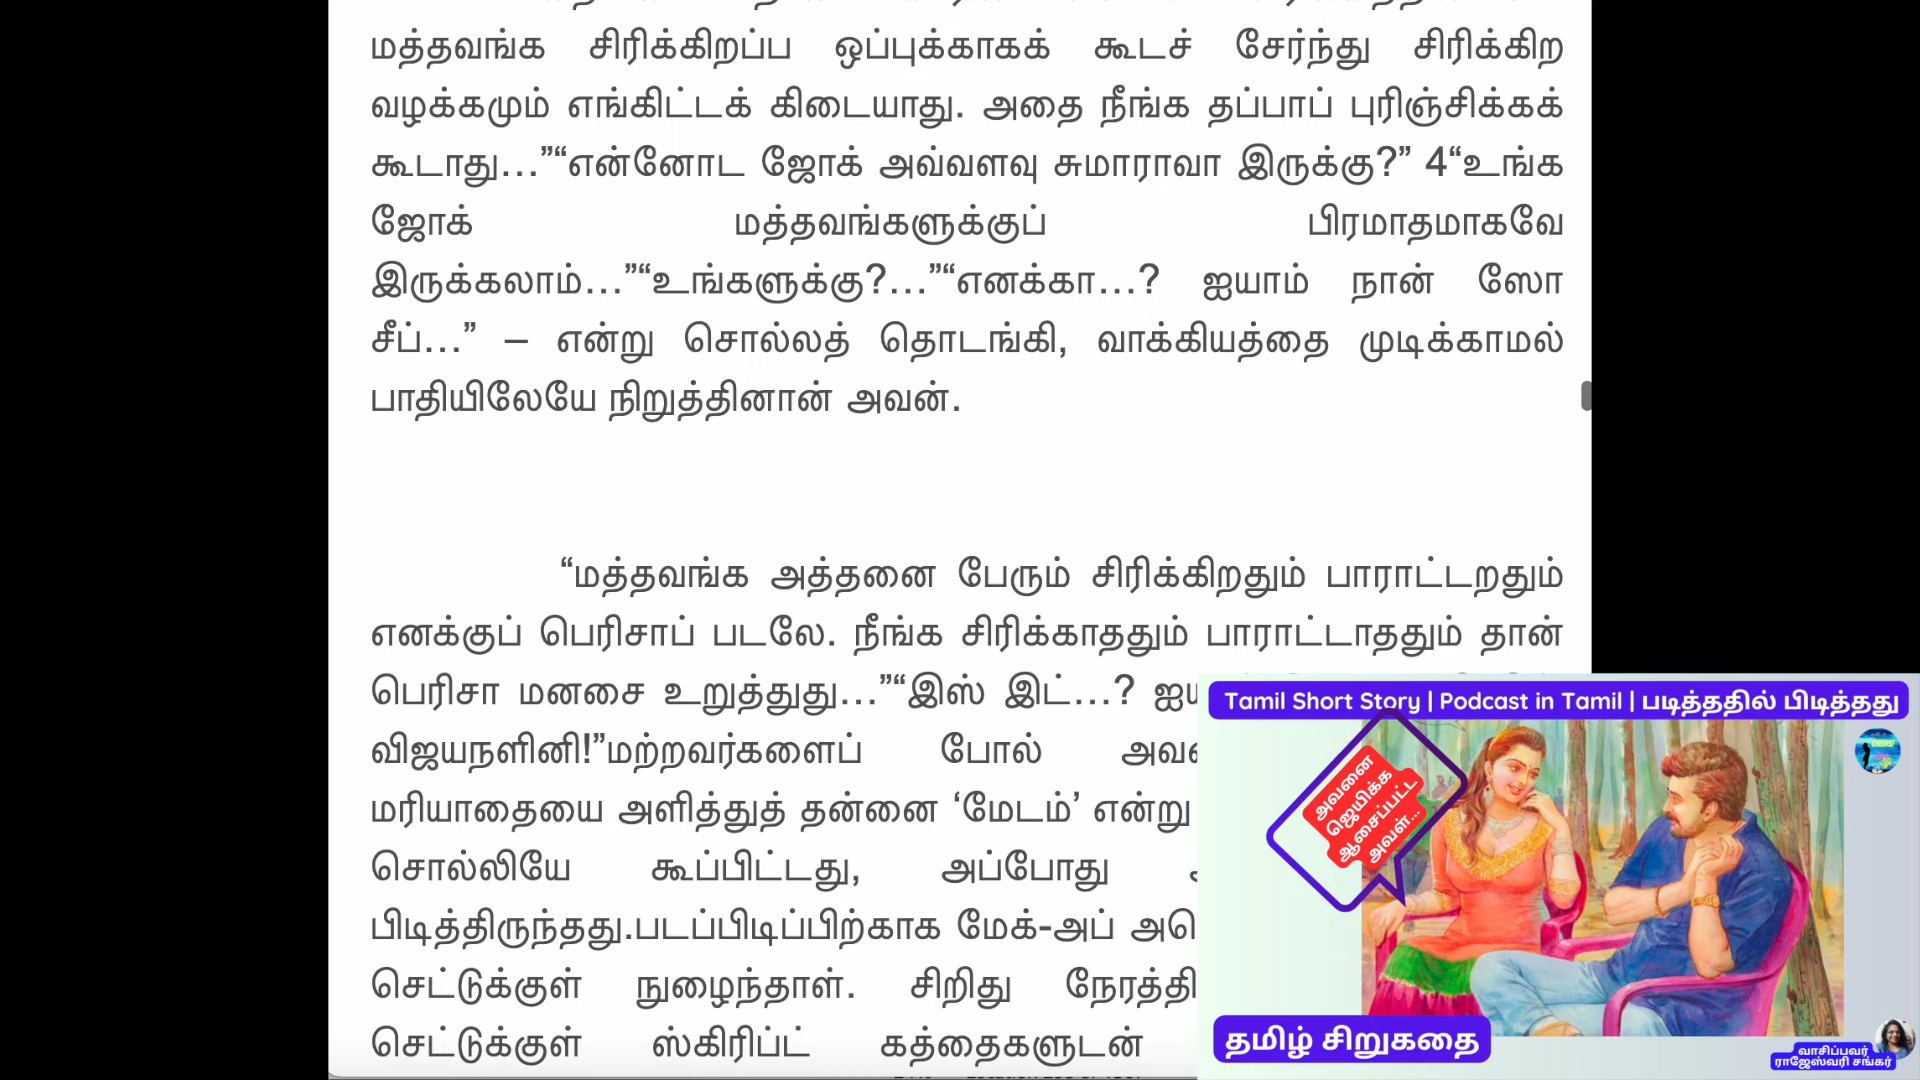 மத்தவங்க சிரிக்கிறப்ப ஒப்புக்காகக் கூடச் சேர்ந்து சிரிக்கிற
வழக்கமும் எங்கிட்டக் கிடையாது. அதை நீங்க தப்பாப் புரிஞ்சிக்கக்
கூடாது...”“என்னோட ஜோக் அவ்வளவு சுமாராவா இருக்கு?” 4“உங்க
ஜோக் மத்தவங்களுக்குப் பிரமாதமாகவே
இருக்கலாம்...”“உங்களுக்கு?...”“எனக்கா...? ஐயாம் நான் ஸோ
சீப்...” – என்று சொல்லத் தொடங்கி, வாக்கியத்தை முடிக்காமல்
பாதியிலேயே நிறுத்தினான் அவன்.
“மத்தவங்க அத்தனை பேரும் சிரிக்கிறதும் பாராட்டறதும்
எனக்குப் பெரிசாப் படலே. நீங்க சிரிக்காததும் பாராட்டாததும் தான்
பெரிசா மனசை உறுத்துது...”“இஸ் இட்...?
விஜயநளினி!”மற்றவர்களைப் போல்
மரியாதையை அளித்துத் தன்னை ‘மேடம்’ என்று
சொல்லியே கூப்பிட்டது, அப்போது
பிடித்திருந்தது.படப்பிடிப்பிற்காக மேக்-அப்
செட்டுக்குள் நுழைந்தாள். சிறிது
செட்டுக்குள் ஸ்கிரிப்ட் கத்தைகளுடன்
Tamil Short Story | Podcast in Tamil | படித்ததில் பிடித்தது
அவனை
ஜெயிக்க
ஆசைப்பட்ட
அவள்...
தமிழ் சிறுகதை
வாசிப்பவர்
ராஜேஸ்வரி சங்கர்